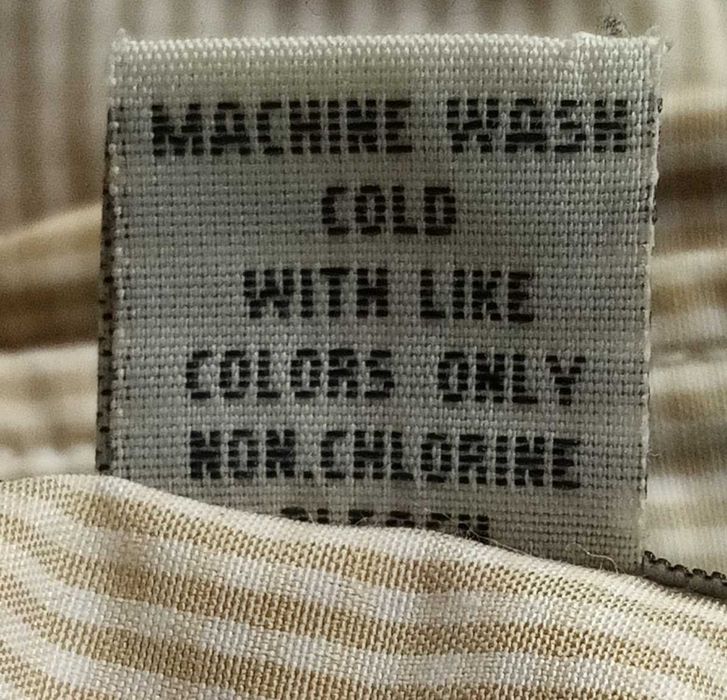 MACHINE WASH
COLD
WITH LIKE
COLORS ONLY
NON.CHLORINE